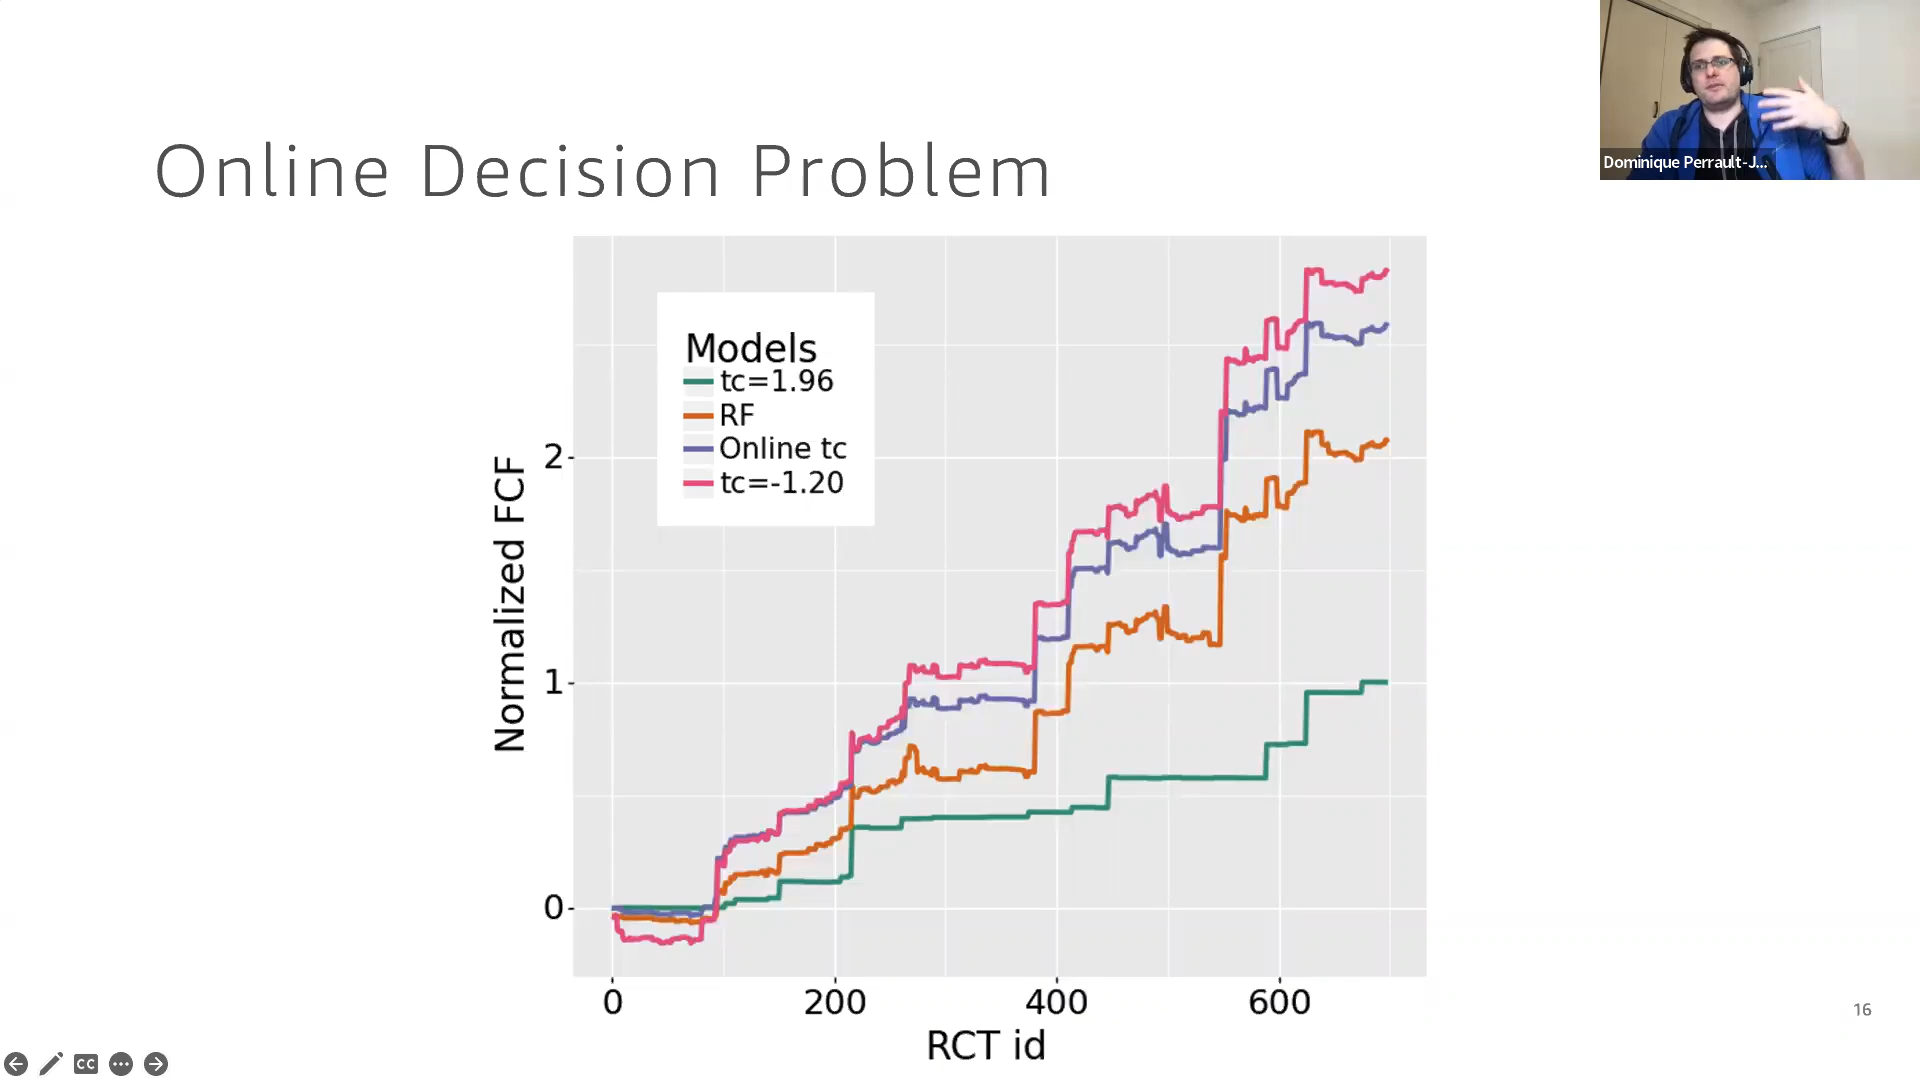 Dominique Perrault-J...
Online Decision Problem
Models
tc=1.96
RF
Online tc
tc=-1.20
Normalized FCF
2
1
0
0 200 400 600
RCT id
16
CC